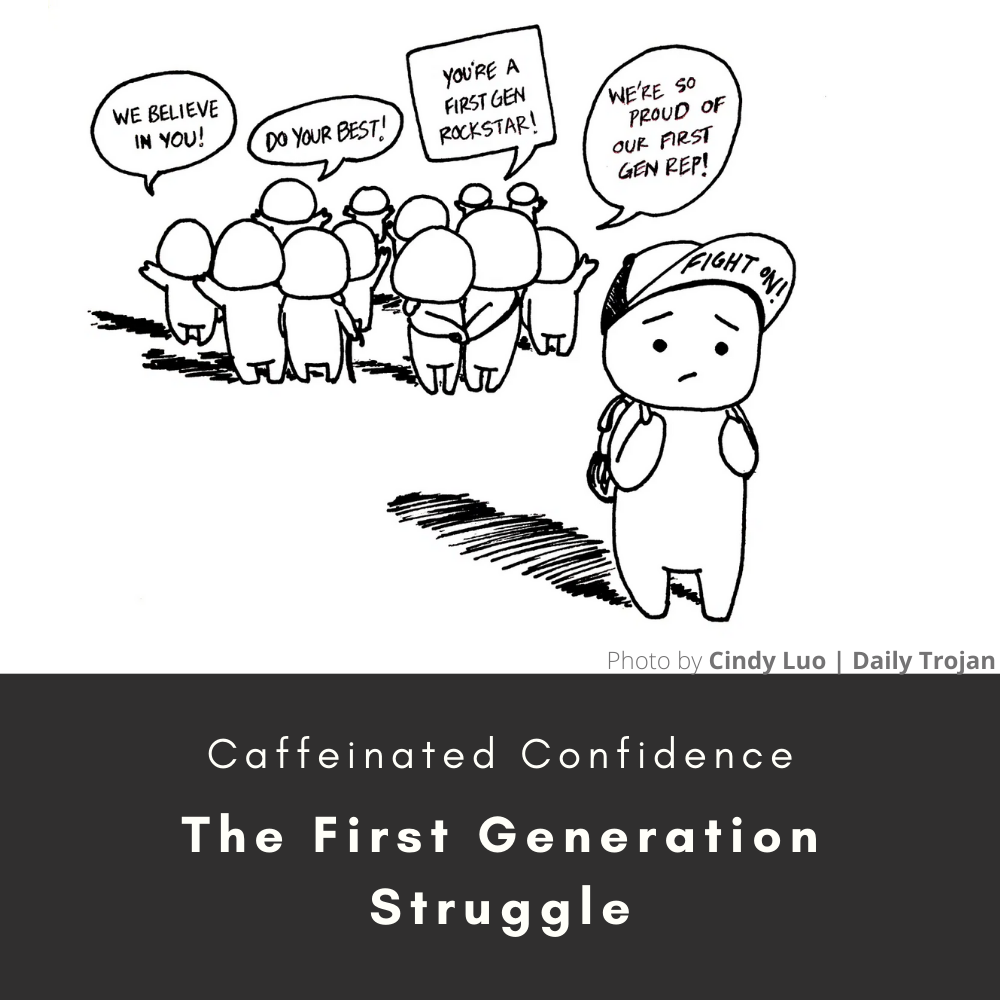 WE BELIEVE
IN YOU!
DO YOUR BEST!
YOU'RE A
FIRST GEN
ROCKSTAR!
WE'RE SO
PROUD OF
OUR FIRST
GEN REP!
FIGHT ON!
Photo by Cindy Luo | Daily Trojan
Caffeinated Confidence
The First Generation
Struggle